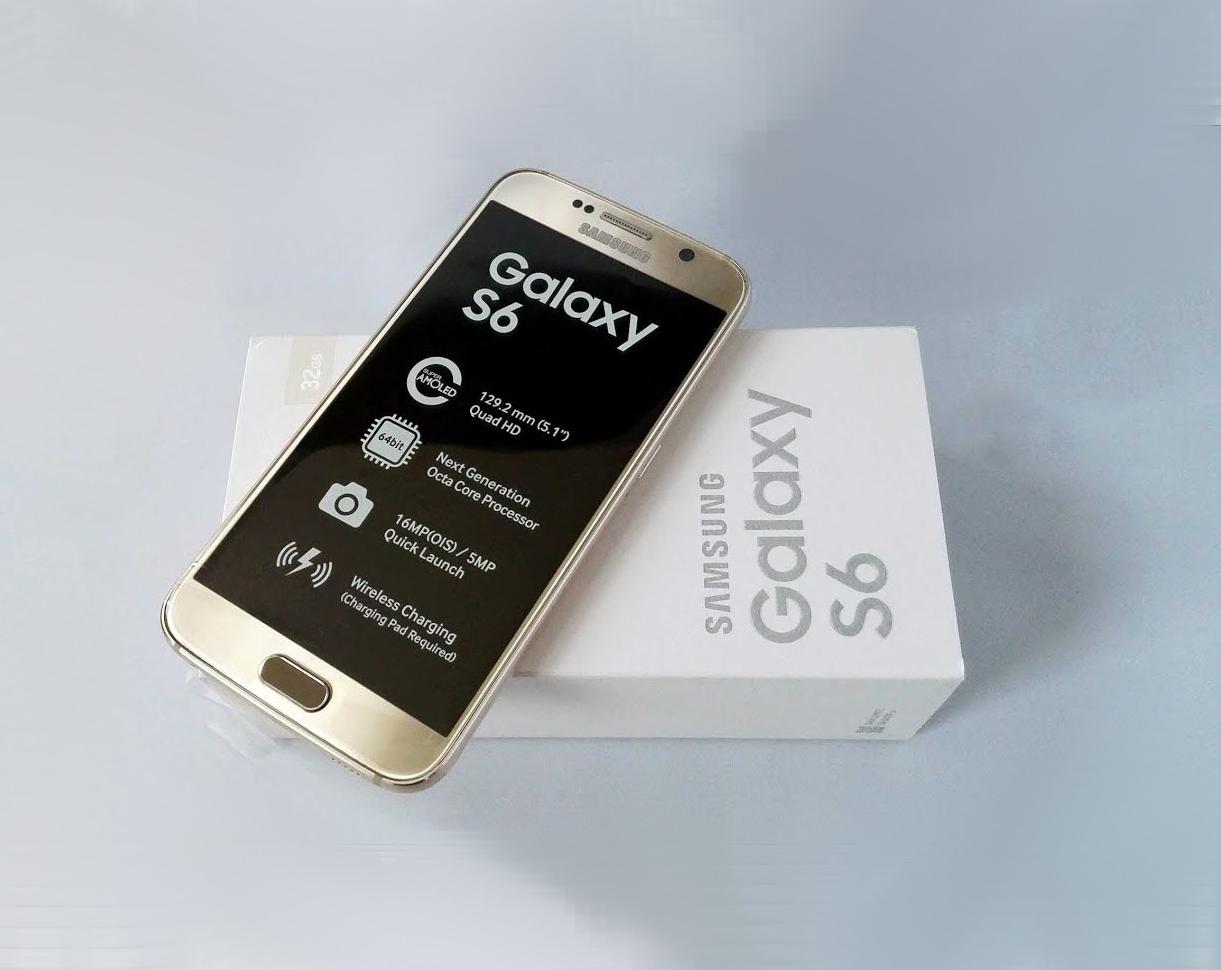 SAMSUNG
Galaxy
S6
SUPER
AMOLED
129.2 mm (5.1")
Quad HD
64bit
Next Generation
Octa Core Processor
16MP(OIS) / 5MP
Quick Launch
Wireless Charging
(Charging Pad Required)
32GB
SAMSUNG
Galaxy
S6